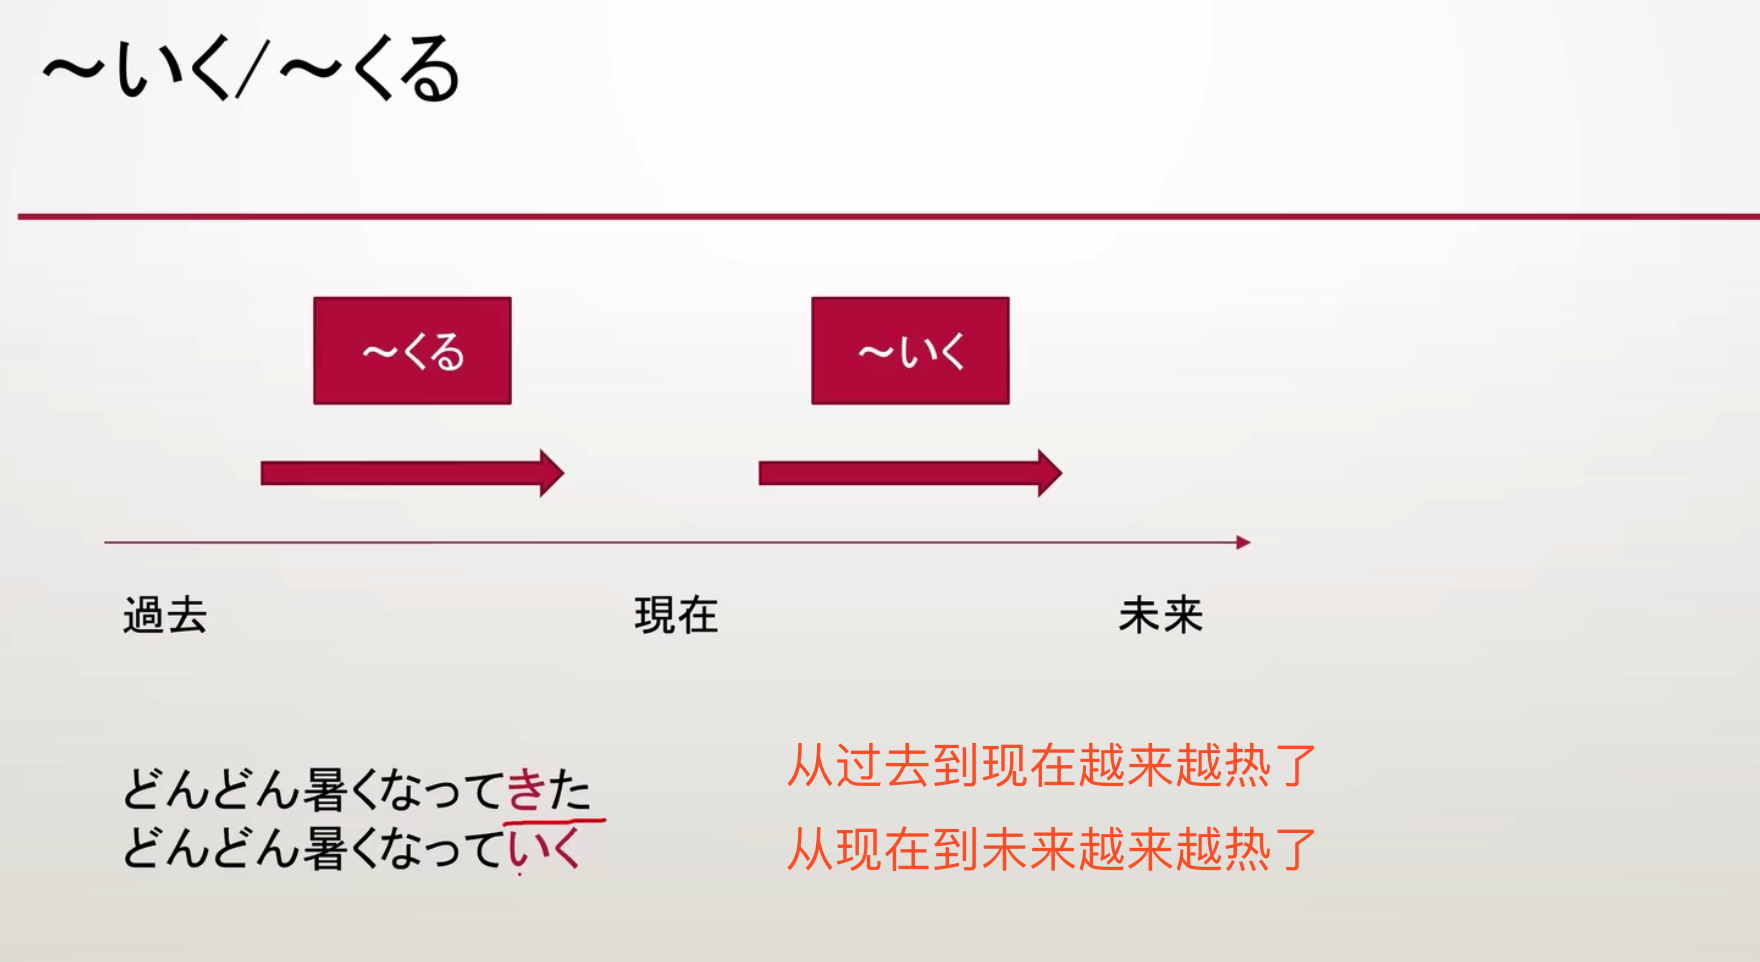 ～いく/～くる
～くる
～いく
過去
現在
未来
どんどん暑くなってきた
从过去到现在越来越热了
どんどん暑くなっていく
从现在到未来越来越热了